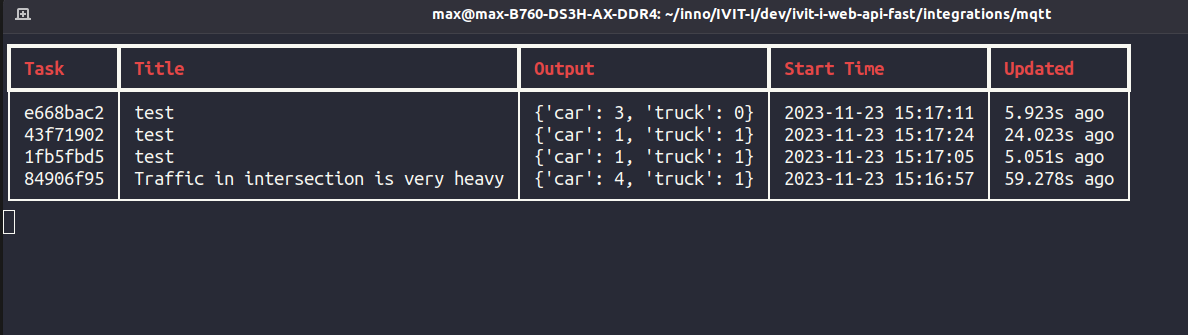 max@max-B760-DS3H-AX-DDR4: ~/inno/IVIT-I/dev/ivit-i-web-api-fast/integrations/mqtt
Task Title Output Start Time Updated
e668bac2 test {'car': 3, 'truck': 0} 2023-11-23 15:17:11 5.923s ago
43f71902 test {'car': 1, 'truck': 1} 2023-11-23 15:17:24 24.023s ago
1fb5fbd5 test {'car': 1, 'truck': 1} 2023-11-23 15:17:05 5.051s ago
84906f95 Traffic in intersection is very heavy {'car': 4, 'truck': 1} 2023-11-23 15:16:57 59.278s ago